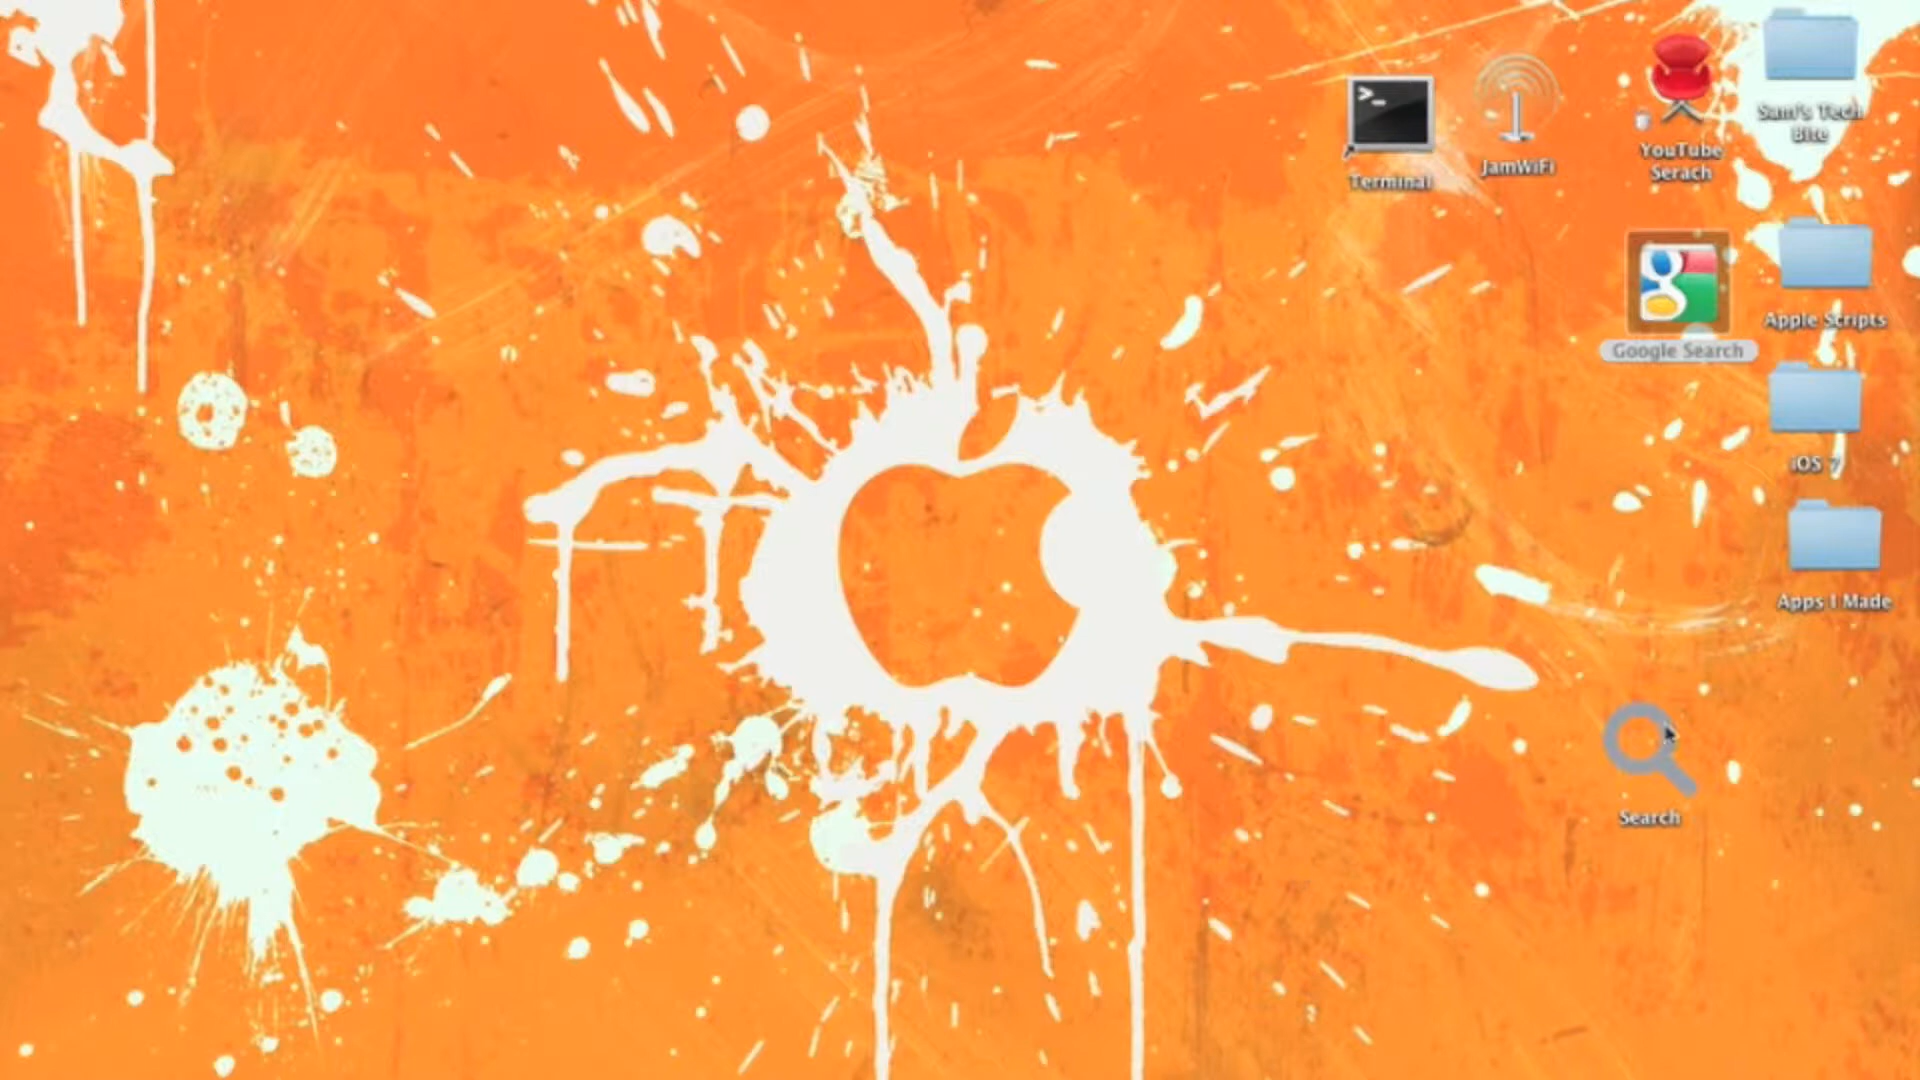 Terminal
JamWiFi
YouTube
Serach
Sam's Tech
Bite
Google Search
Apple Scripts
iOS 7
Apps I Made
Search